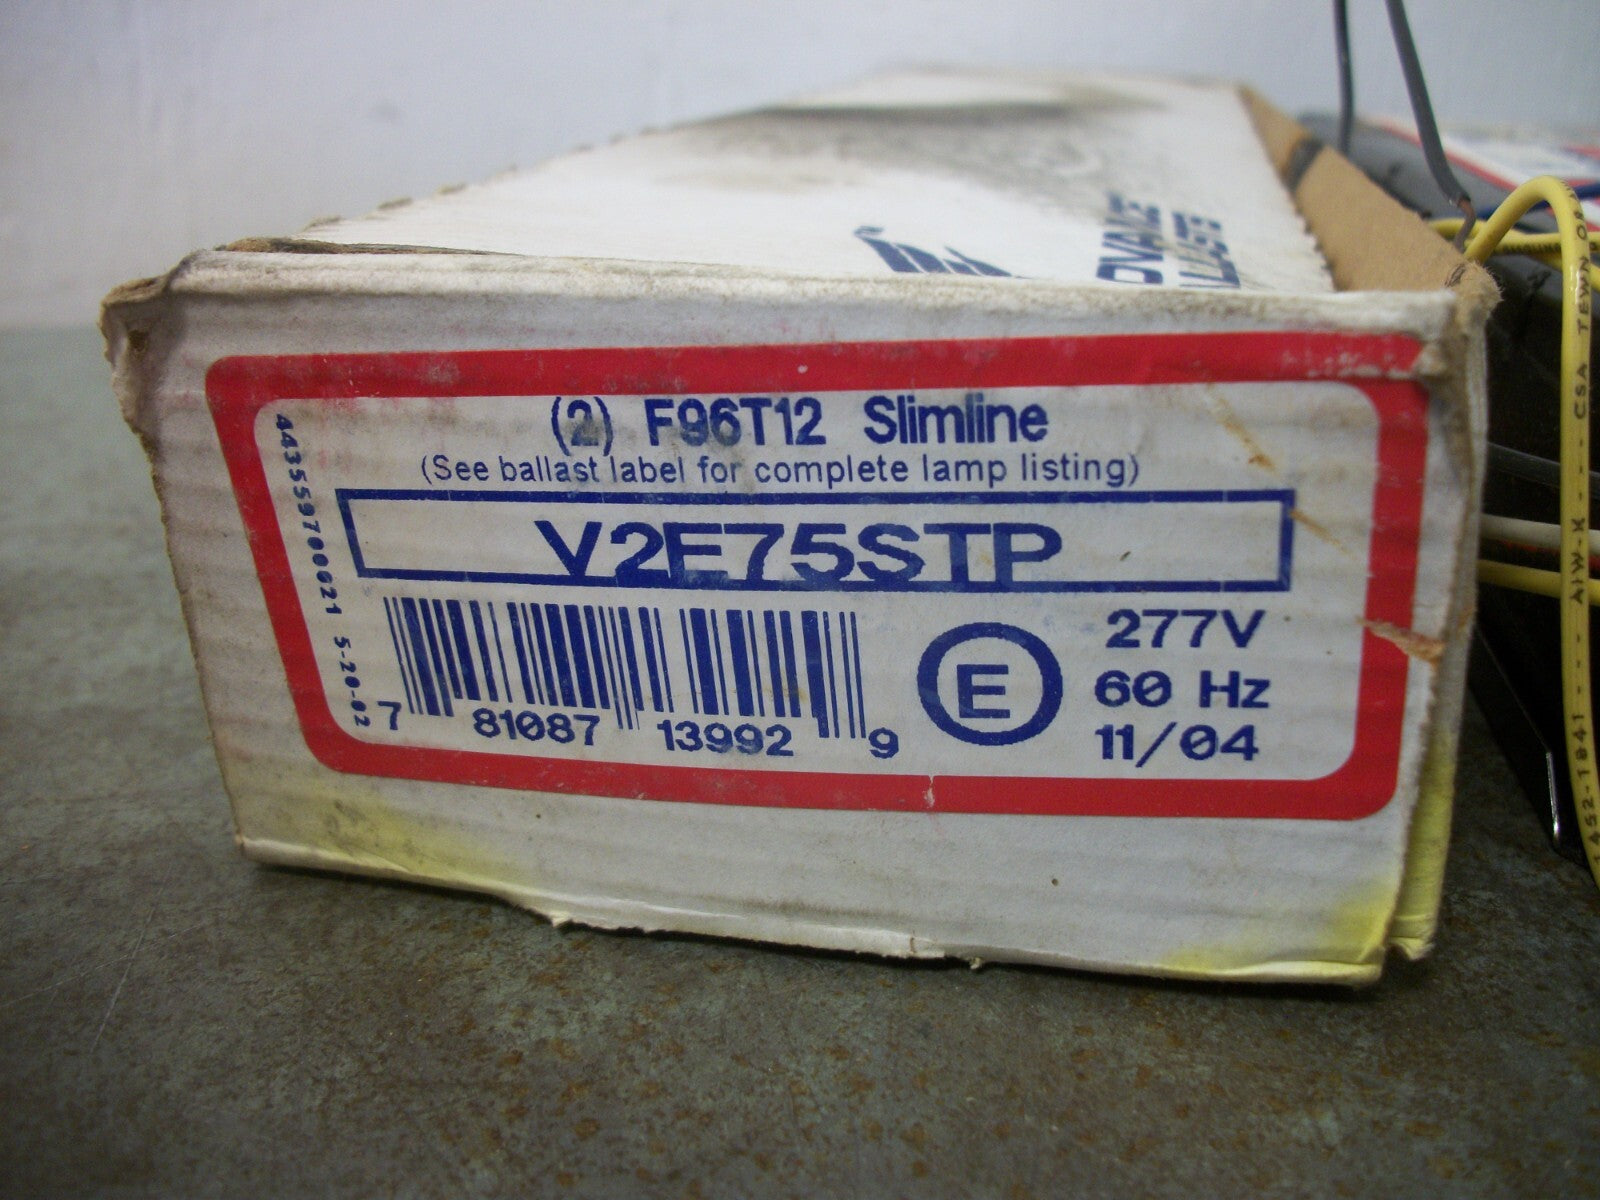 (2) F96T12 Slimline
(See ballast label for complete lamp listing)
V2E75STP
7 81087 13992 9
E
277V
60 Hz
11/04
443559700621 5-20-02